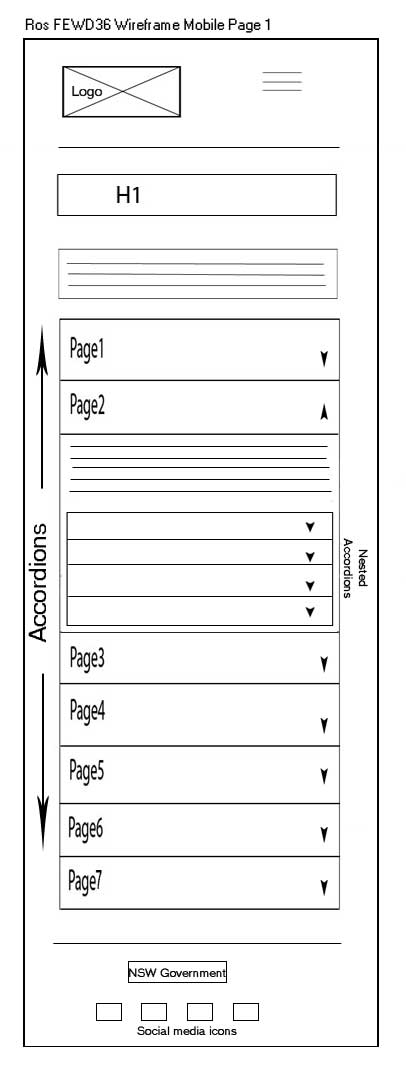 Ros FEWD36 Wireframe Mobile Page 1
Logo
H1
Page1
Page2
Accordions
Nested
Accordions
Page3
Page4
Page5
Page6
Page7
NSW Government
Social media icons